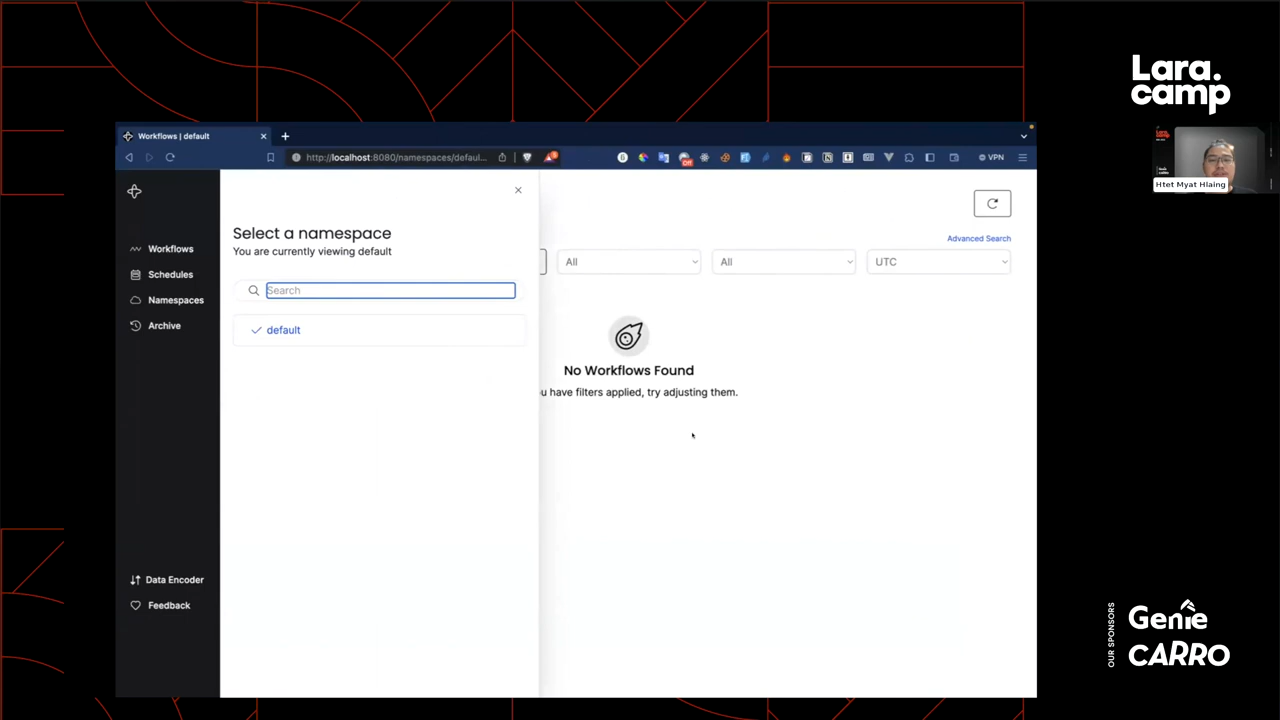 Workflows | default
http://localhost:8080/namespaces/defaul...
Off
VPN
Workflows
Schedules
Namespaces
Archive
Data Encoder
Feedback
Select a namespace
You are currently viewing default
Search
default
Advanced Search
All
All
UTC
No Workflows Found
u have filters applied, try adjusting them.
Lara.
camp
Htet Myat Hlaing
OUR SPONSORS
Genie
CARRO